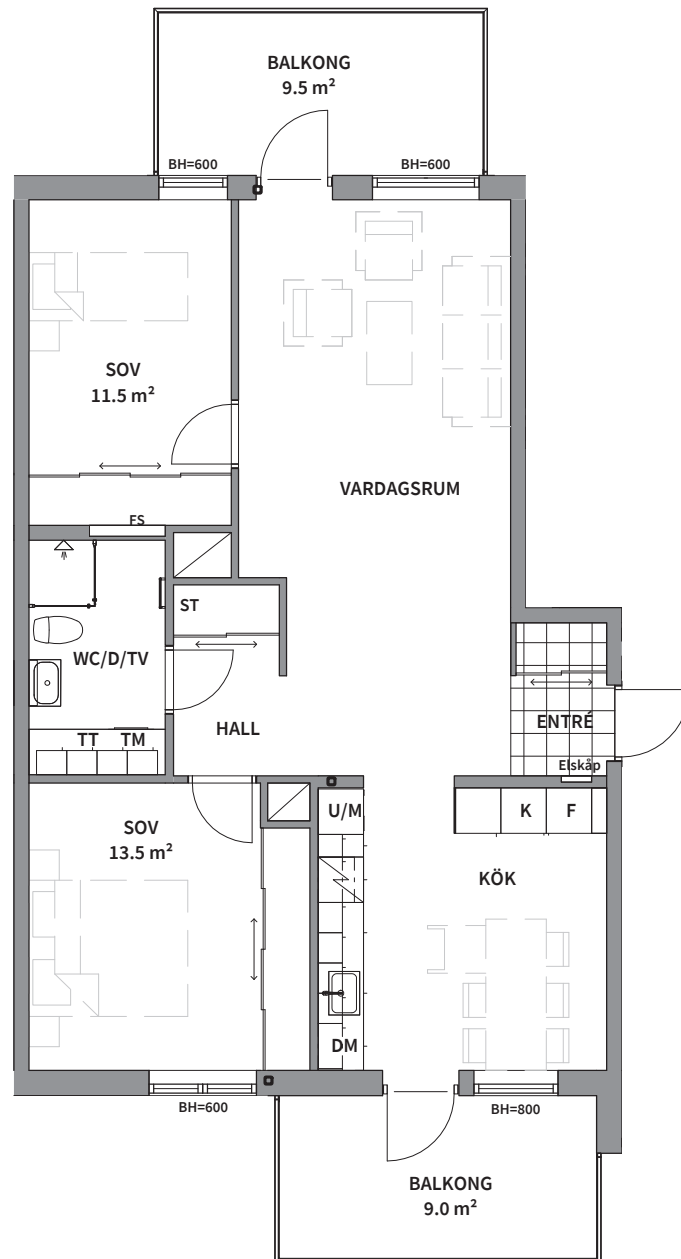 BALKONG
9.5 m²
BH=600
BH=600
SOV
11.5 m²
VARDAGSRUM
FS
ST
WC/D/TV
HALL
ENTRÉ
TT TM
Elskåp
U/M
K F
SOV
13.5 m²
KÖK
DM
BH=600
BH=800
BALKONG
9.0 m²